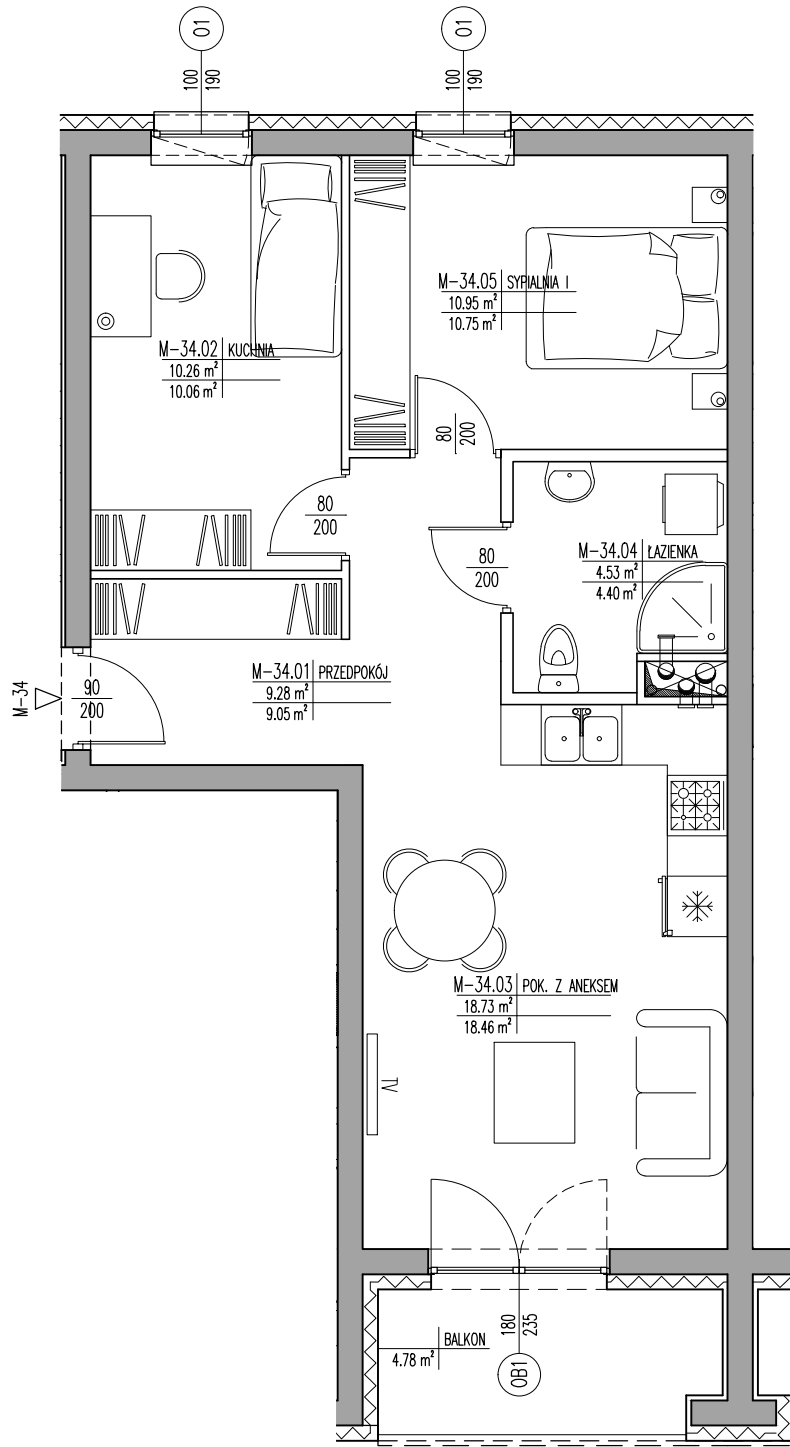 01
01
100
190
100
190
M-34.05 SYPIALNIA I
10.95 m²
10.75 m²
M-34.02 KUCHNIA
10.26 m²
10.06 m²
80
200
80
200
80
200
M-34.04 ŁAZIENKA
4.53 m²
4.40 m²
M-34.01 PRZEDPOKÓJ
9.28 m²
9.05 m²
M-34
90
200
M-34.03 POK. Z ANEKSEM
18.73 m²
18.46 m²
TV
180
235
BALKON
4.78 m²
OB1